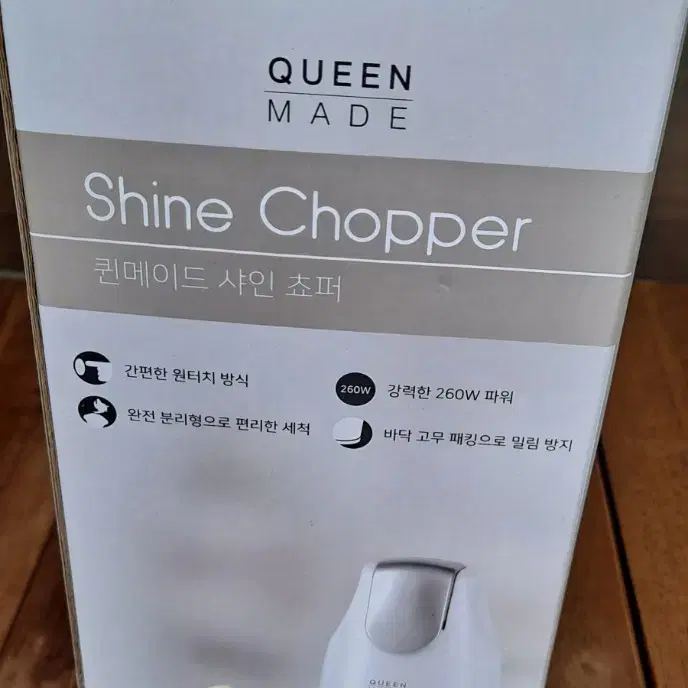 QUEEN
MADE
Shine Chopper
퀸메이드 샤인 쵸퍼
간편한 원터치 방식
260W 강력한 260W 파워
완전 분리형으로 편리한 세척
바닥 고무 패킹으로 밀림 방지
QUEEN
MADE